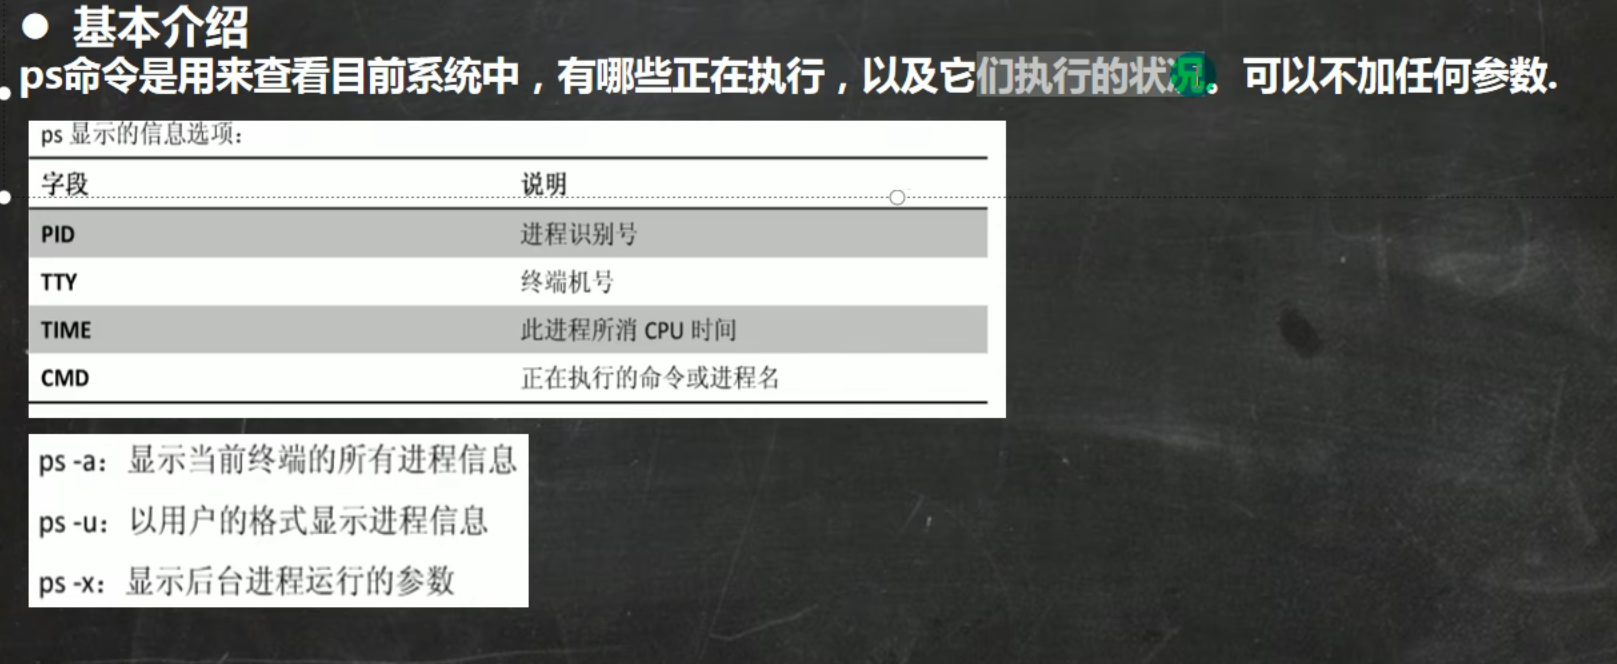 ● 基本介绍
ps命令是用来查看目前系统中，有哪些正在执行，以及它们执行的状况。可以不加任何参数.
ps 显示的信息选项：
字段 说明
PID 进程识别号
TTY 终端机号
TIME 此进程所消 CPU 时间
CMD 正在执行的命令或进程名
ps -a：显示当前终端的所有进程信息
ps -u：以用户的格式显示进程信息
ps -x：显示后台进程运行的参数